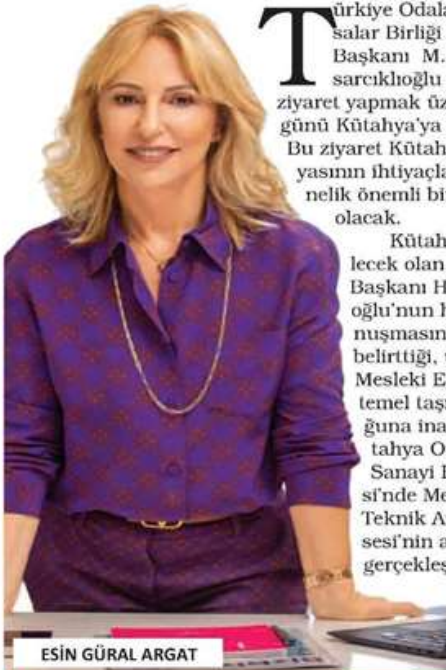 Türkiye Odala
salar Birliği
Başkanı M.
sarcıklıoğlu
ziyaret yapmak üz
günü Kütahya'ya
Bu ziyaret Kütah
yasının ihtiyaçla
nelik önemli bi
olacak.
Kütah
lecek olan
Başkanı H
oğlu'nun h
nuşmasın
belirttiği,
Mesleki E
temel taşı
ğuna ina
tahya O
Sanayi
si'nde Me
Teknik A
sesi'nin a
gerçekleş
ESİN GÜRAL ARGAT